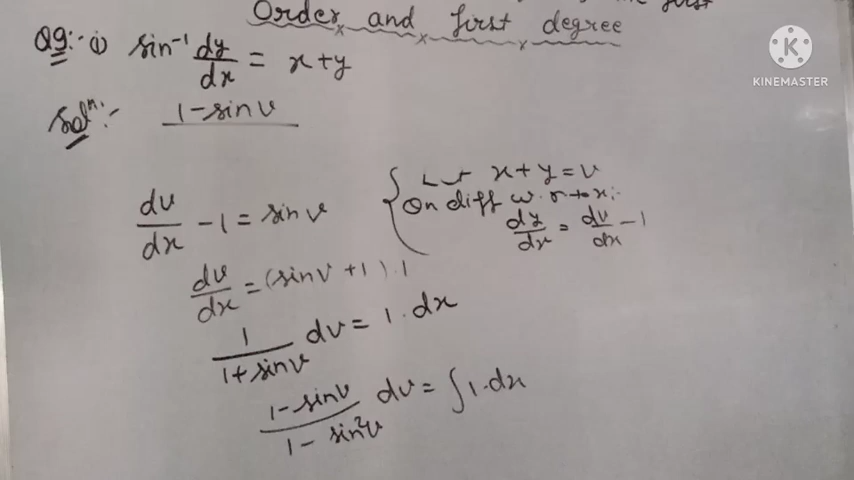 Order and first degree
Q9:- (i) sin⁻¹ dy/dx = x+y
KINEMASTER
Solⁿ:- 1-sinv
dv/dx - 1 = sinv
Let x+y=v
On diff w.r.to x:-
dy/dx = dv/dx - 1
dv/dx = (sinv + 1).1
1/(1+sinv) dv = 1.dx
(1-sinv)/(1-sin²v) dv = ∫1.dx